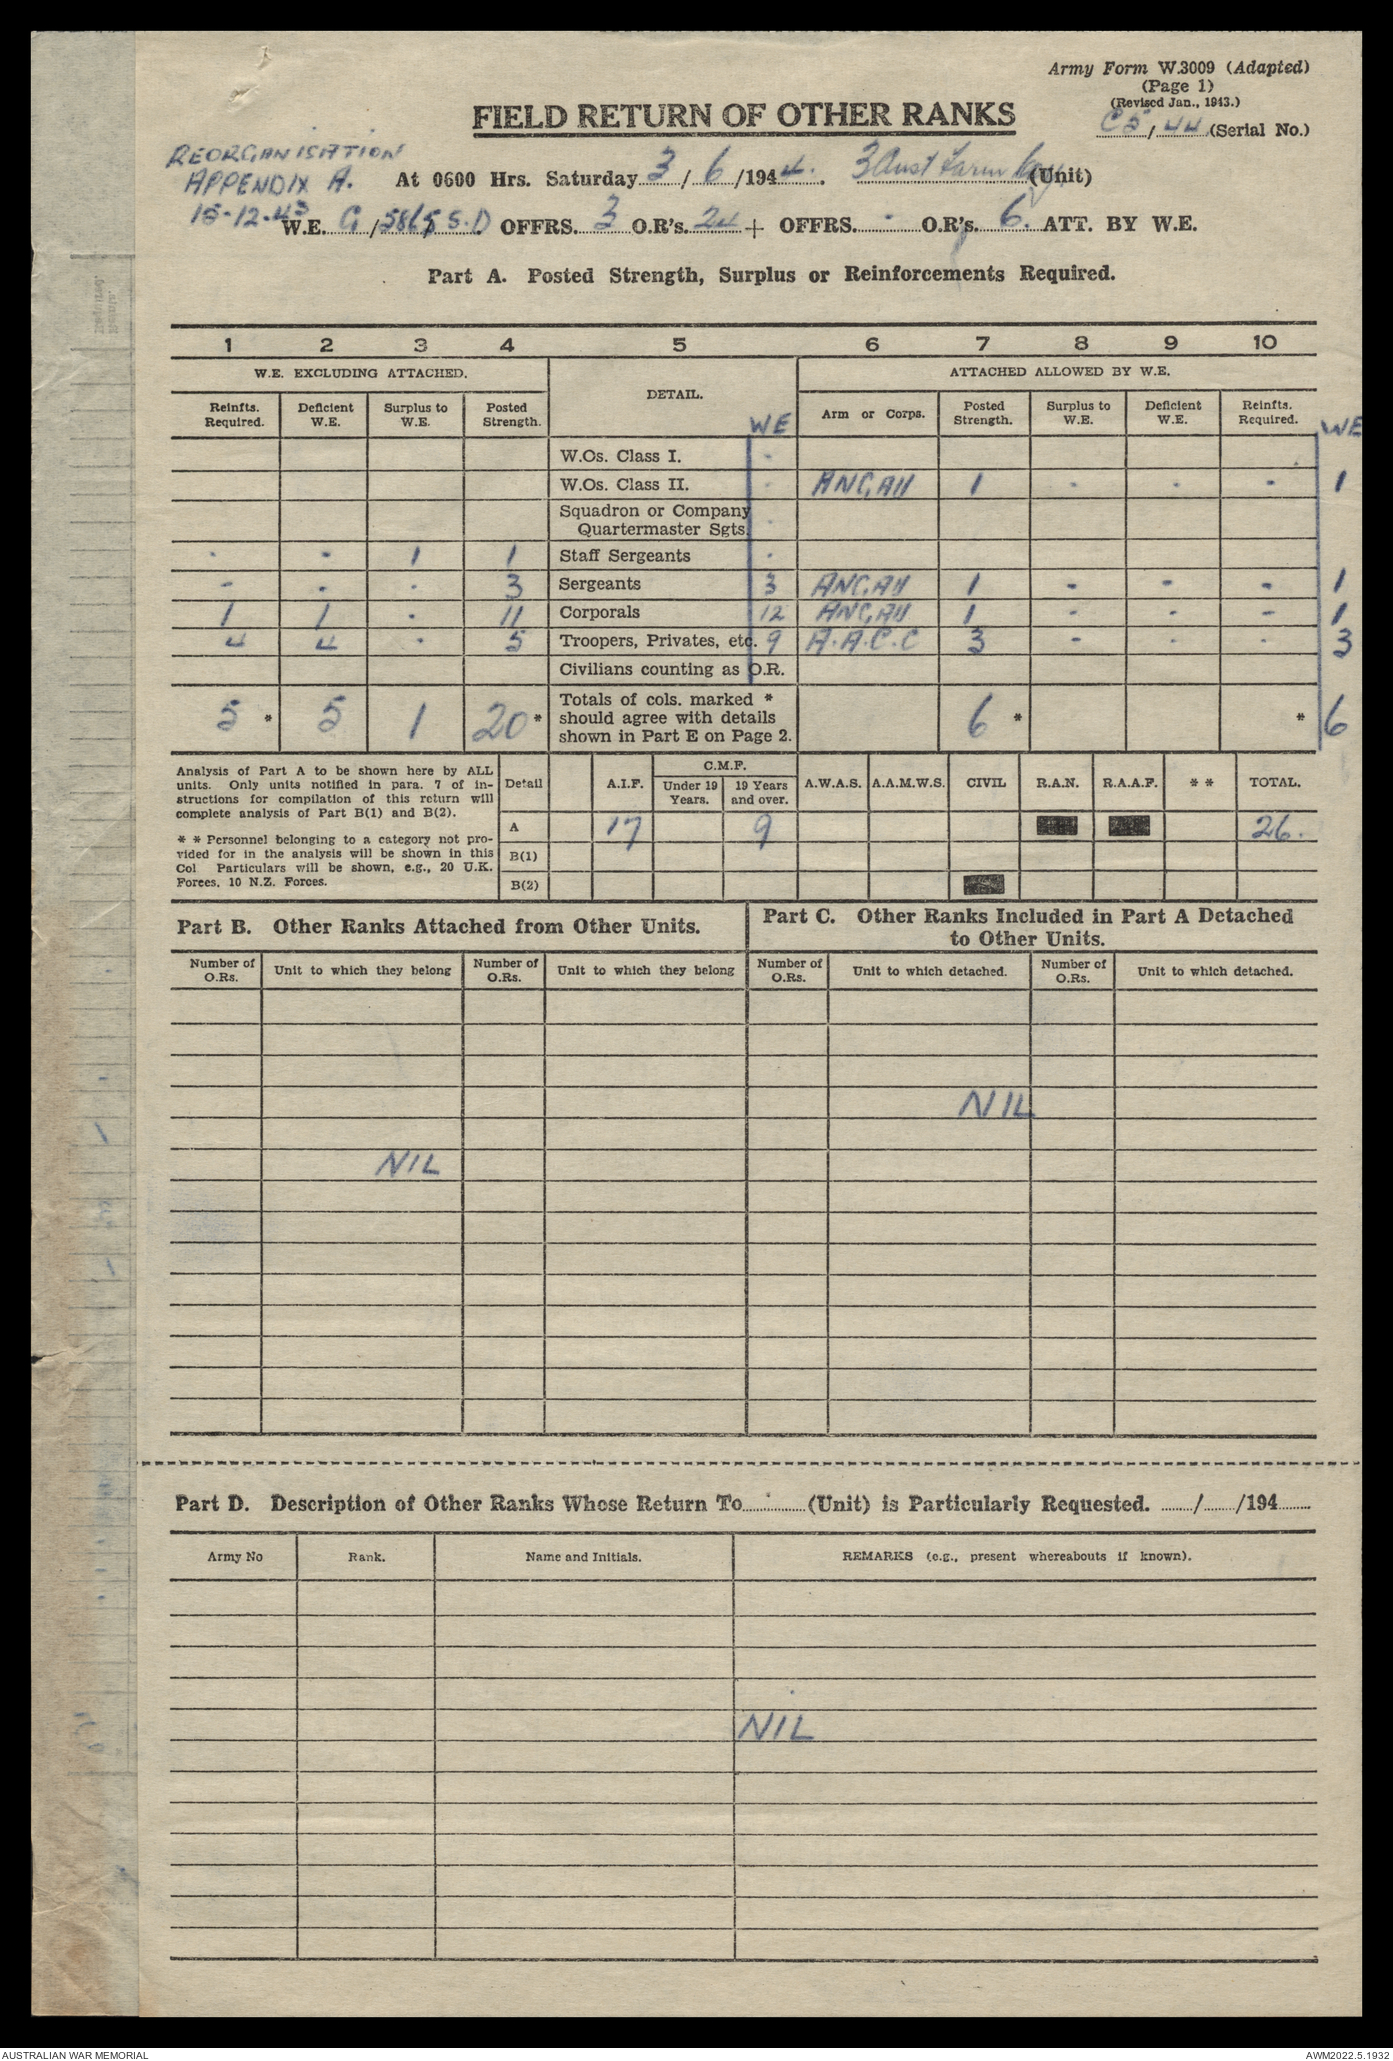 Army Form W.3009 (Adapted)
(Page 1)
(Revised Jan., 1943.)
C5/44 (Serial No.)
FIELD RETURN OF OTHER RANKS
REORGANISATION
APPENDIX A.
15-12-43
At 0600 Hrs. Saturday 3/6/1944. 3 Aust Farm Coy. (Unit)
W.E. G/5865 S.D OFFRS. 3 O.R's. 24 + OFFRS. - O.R's. 6. ATT. BY W.E.
Part A. Posted Strength, Surplus or Reinforcements Required.
1 2 3 4 5 6 7 8 9 10
W.E. EXCLUDING ATTACHED. DETAIL. ATTACHED ALLOWED BY W.E.
Reinfts. Required. Deficient W.E. Surplus to W.E. Posted Strength. WE Arm or Corps. Posted Strength. Surplus to W.E. Deficient W.E. Reinfts. Required. WE
W.Os. Class I. -
W.Os. Class II. - ANGAU 1 - - - 1
Squadron or Company Quartermaster Sgts. -
- - 1 1 Staff Sergeants -
- - - 3 Sergeants 3 ANGAU 1 - - - 1
1 1 - 11 Corporals 12 ANGAU 1 - - - 1
4 4 - 5 Troopers, Privates, etc. 9 A.A.C.C 3 - - - 3
Civilians counting as O.R.
5 * 5 1 20 * Totals of cols. marked * should agree with details shown in Part E on Page 2. 6 * * 6
Analysis of Part A to be shown here by ALL
units. Only units notified in para. 7 of in-
structions for compilation of this return will
complete analysis of Part B(1) and B(2).
* * Personnel belonging to a category not pro-
vided for in the analysis will be shown in this
Col Particulars will be shown, e.g., 20 U.K.
Forces, 10 N.Z. Forces.
Detail A.I.F. C.M.F. Under 19 Years. 19 Years and over. A.W.A.S. A.A.M.W.S. CIVIL R.A.N. R.A.A.F. * * TOTAL.
A 17 9 26.
B(1)
B(2)
Part B. Other Ranks Attached from Other Units.
Part C. Other Ranks Included in Part A Detached
to Other Units.
Number of O.Rs. Unit to which they belong Number of O.Rs. Unit to which they belong Number of O.Rs. Unit to which detached. Number of O.Rs. Unit to which detached.
NIL
NIL
Part D. Description of Other Ranks Whose Return To (Unit) is Particularly Requested. / /194
Army No Rank. Name and Initials. REMARKS (e.g., present whereabouts if known).
NIL
AUSTRALIAN WAR MEMORIAL AWM2022.5.1932